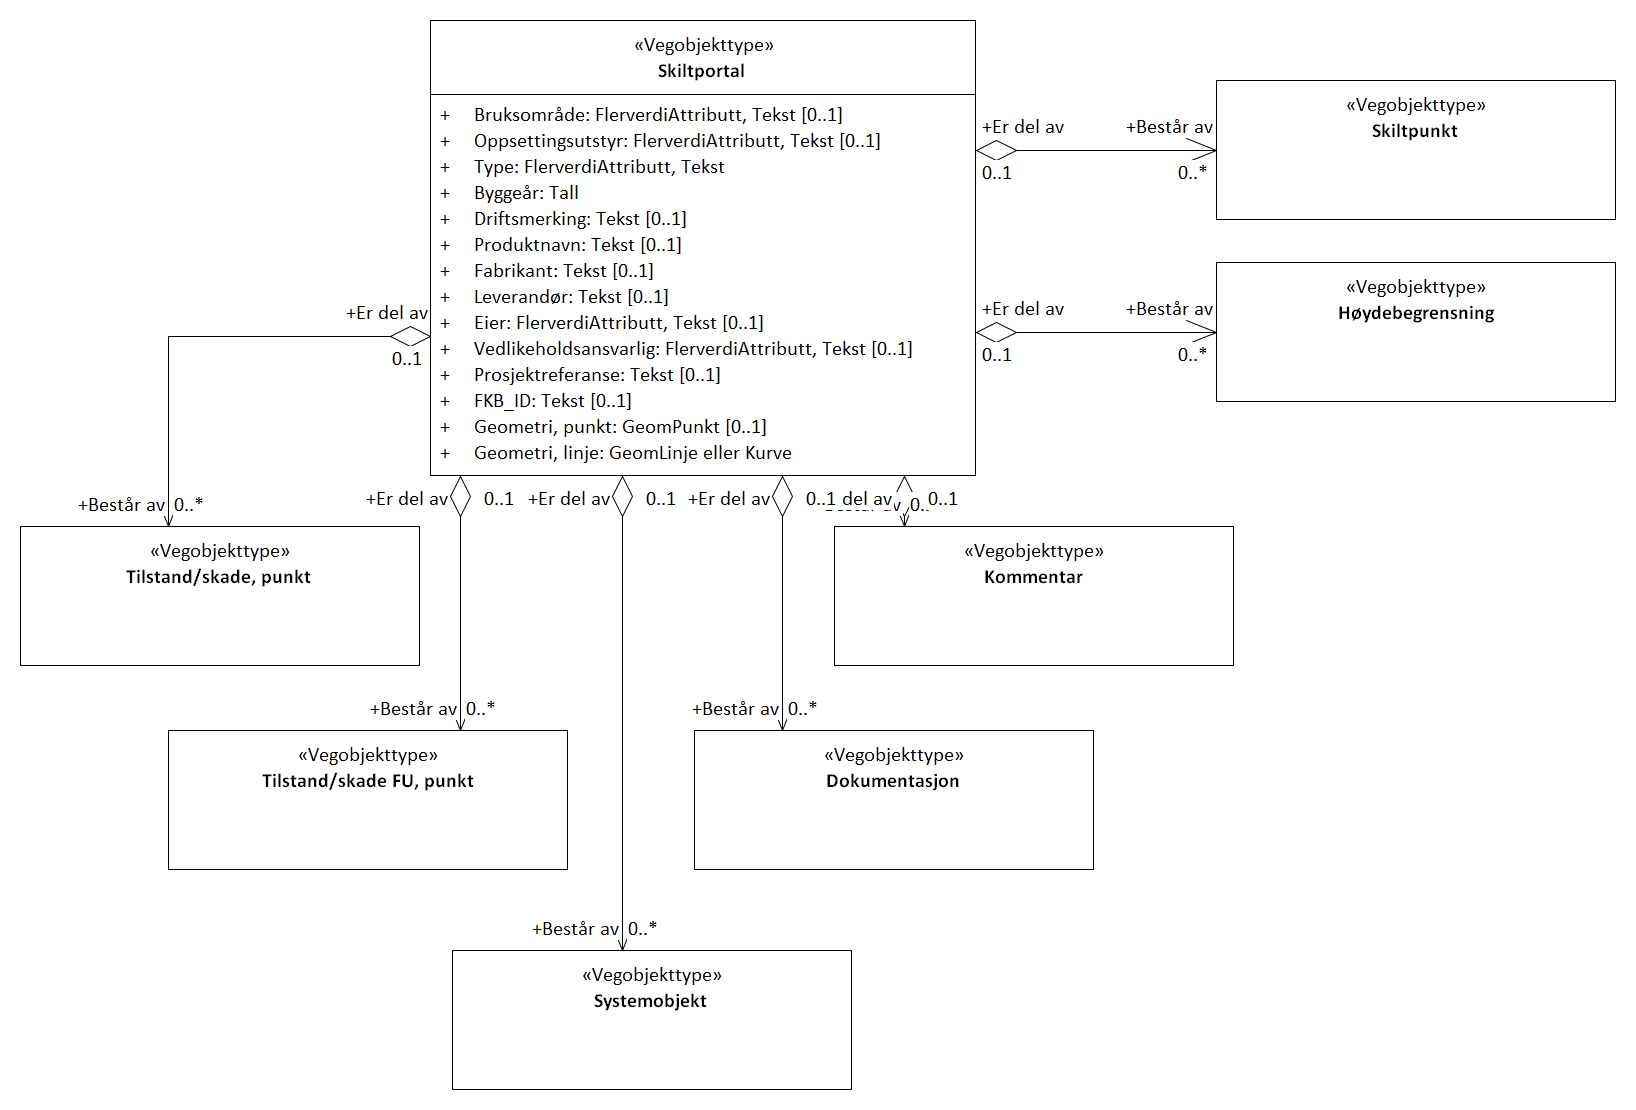 «Vegobjekttype»
Skiltportal
+ Bruksområde: FlerverdiAttributt, Tekst [0..1]
+ Oppsettingsutstyr: FlerverdiAttributt, Tekst [0..1]
+ Type: FlerverdiAttributt, Tekst
+ Byggeår: Tall
+ Driftsmerking: Tekst [0..1]
+ Produktnavn: Tekst [0..1]
+ Fabrikant: Tekst [0..1]
+ Leverandør: Tekst [0..1]
+ Eier: FlerverdiAttributt, Tekst [0..1]
+ Vedlikeholdsansvarlig: FlerverdiAttributt, Tekst [0..1]
+ Prosjektreferanse: Tekst [0..1]
+ FKB_ID: Tekst [0..1]
+ Geometri, punkt: GeomPunkt [0..1]
+ Geometri, linje: GeomLinje eller Kurve
+Er del av
+Består av
0..1
0..*
«Vegobjekttype»
Skiltpunkt
+Er del av
+Består av
0..1
0..*
«Vegobjekttype»
Høydebegrensning
+Er del av
0..1
+Består av 0..*
«Vegobjekttype»
Tilstand/skade, punkt
+Er del av 0..1
+Består av 0..*
«Vegobjekttype»
Tilstand/skade FU, punkt
+Er del av 0..1
+Består av 0..*
«Vegobjekttype»
Systemobjekt
+Er del av 0..1
+Består av 0..*
«Vegobjekttype»
Dokumentasjon
del av 0..1
«Vegobjekttype»
Kommentar